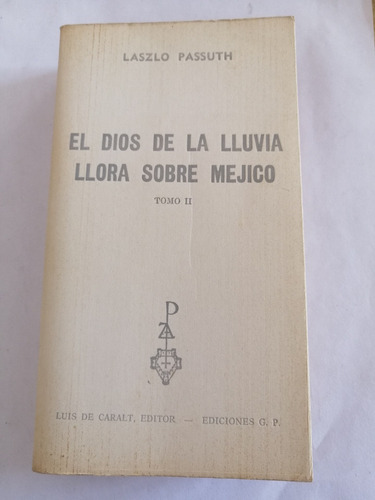 LASZLO PASSUTH
EL DIOS DE LA LLUVIA
LLORA SOBRE MEJICO
TOMO II
LUIS DE CARALT, EDITOR — EDICIONES G. P.